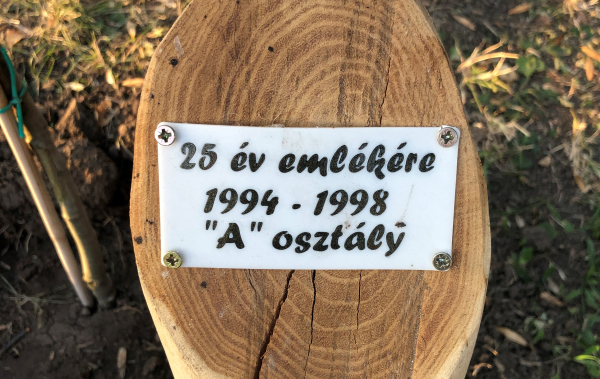 25 év emlékére
1994 - 1998
"A" osztály